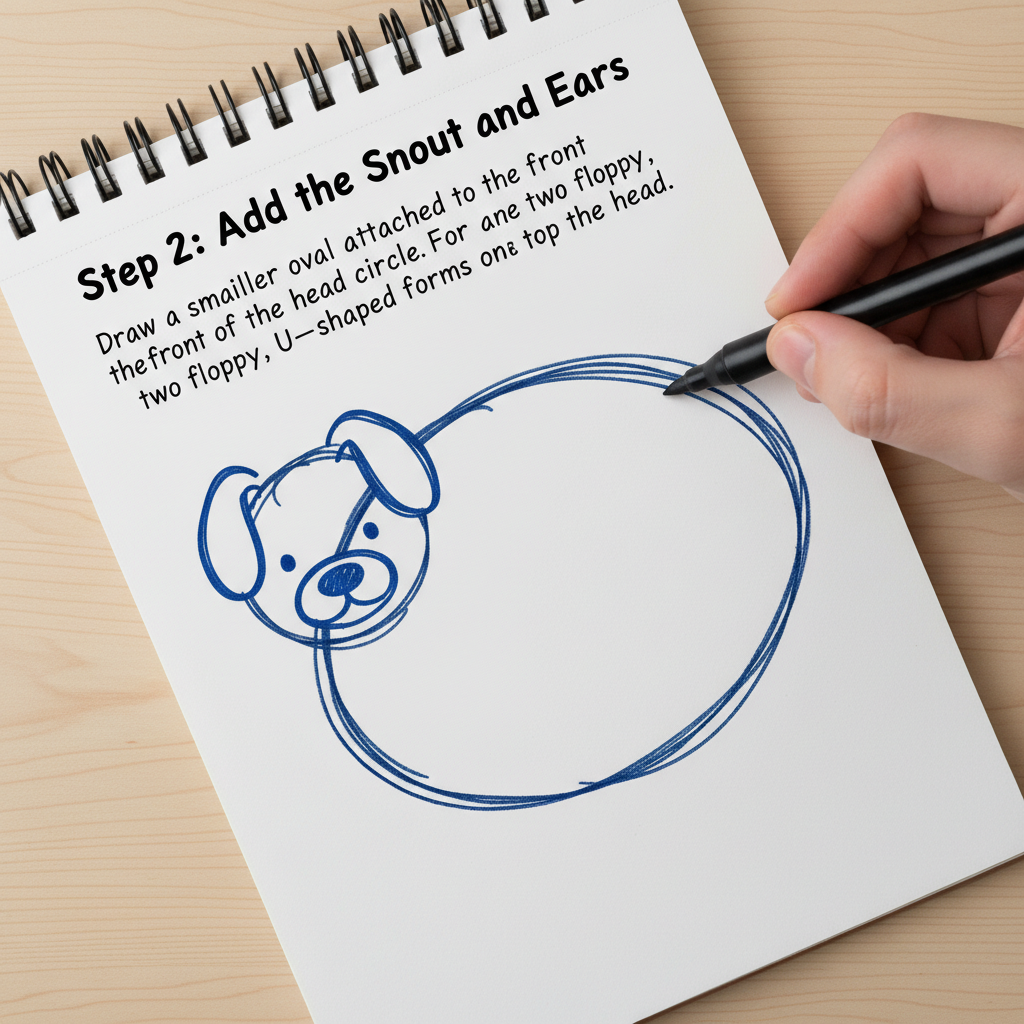 Step 2: Add the Snout and Ears
Draw a smailler oval attached to the front
thefront of the head circle. For ane two floppy,
two floppy, U—shaped forms one top the head.